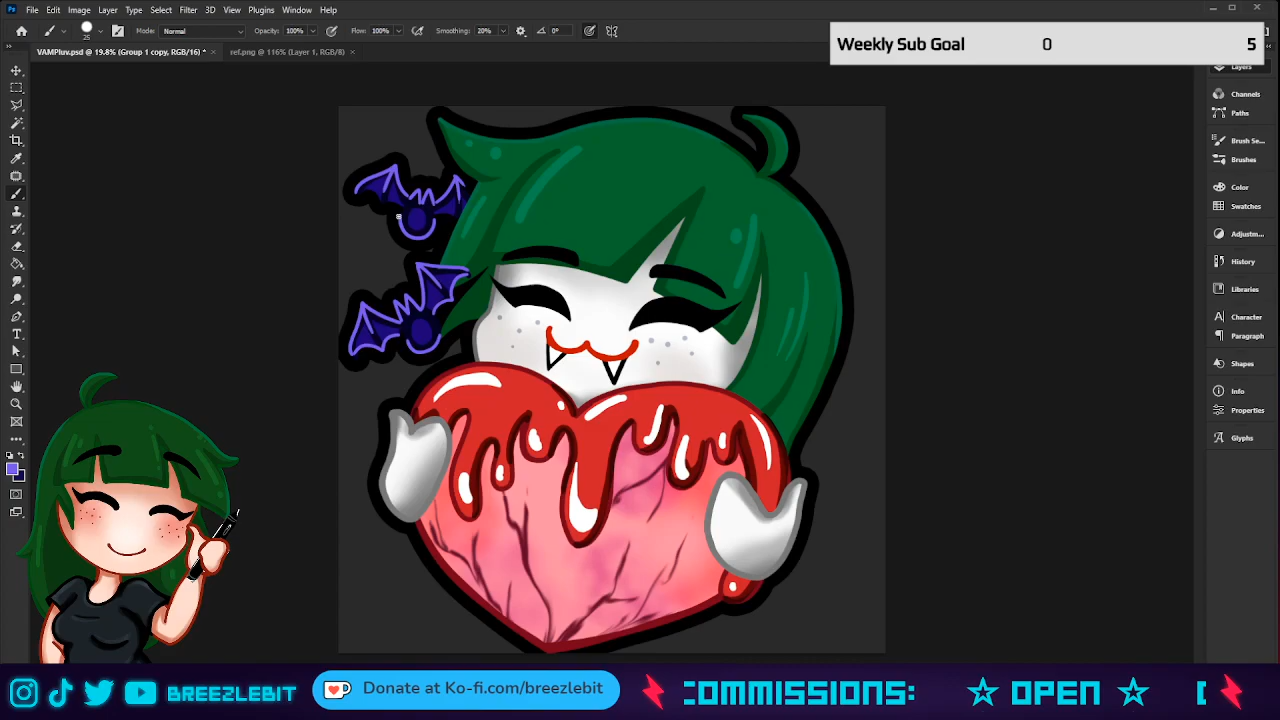 File Edit Image Layer Type Select Filter 3D View Plugins Window Help
Mode: Normal Opacity: 100% Flow: 100% Smoothing: 20% 0°
25
VAMPluv.psd @ 19.8% (Group 1 copy, RGB/16) * ref.png @ 116% (Layer 1, RGB/8)
Weekly Sub Goal 0 5
Layers
Channels
Paths
Brush Se...
Brushes
Color
Swatches
Adjustm...
History
Libraries
Character
Paragraph
Shapes
Info
Properties
Glyphs
BREEZLEBIT Donate at Ko-fi.com/breezlebit COMMISSIONS: OPEN